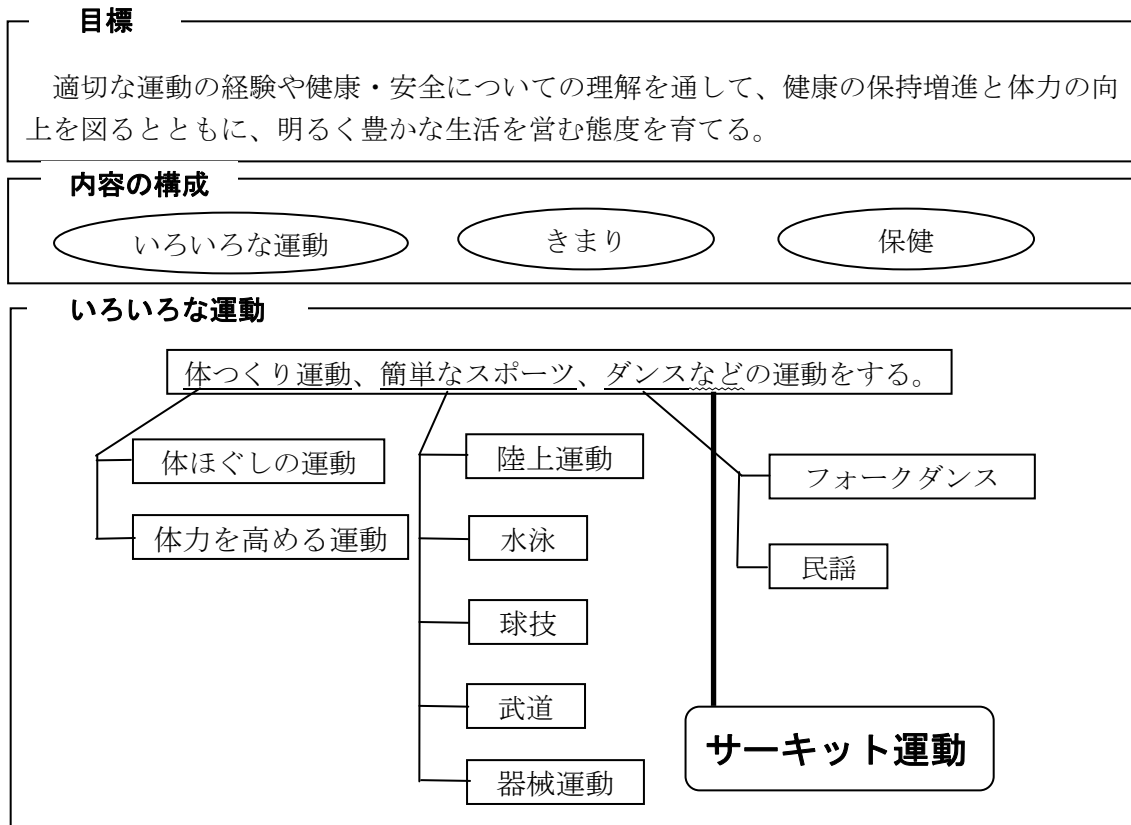 目標
適切な運動の経験や健康・安全についての理解を通して、健康の保持増進と体力の向
上を図るとともに、明るく豊かな生活を営む態度を育てる。
内容の構成
いろいろな運動
きまり
保健
いろいろな運動
体つくり運動、簡単なスポーツ、ダンスなどの運動をする。
体ほぐしの運動
体力を高める運動
陸上運動
水泳
球技
武道
器械運動
フォークダンス
民謡
サーキット運動